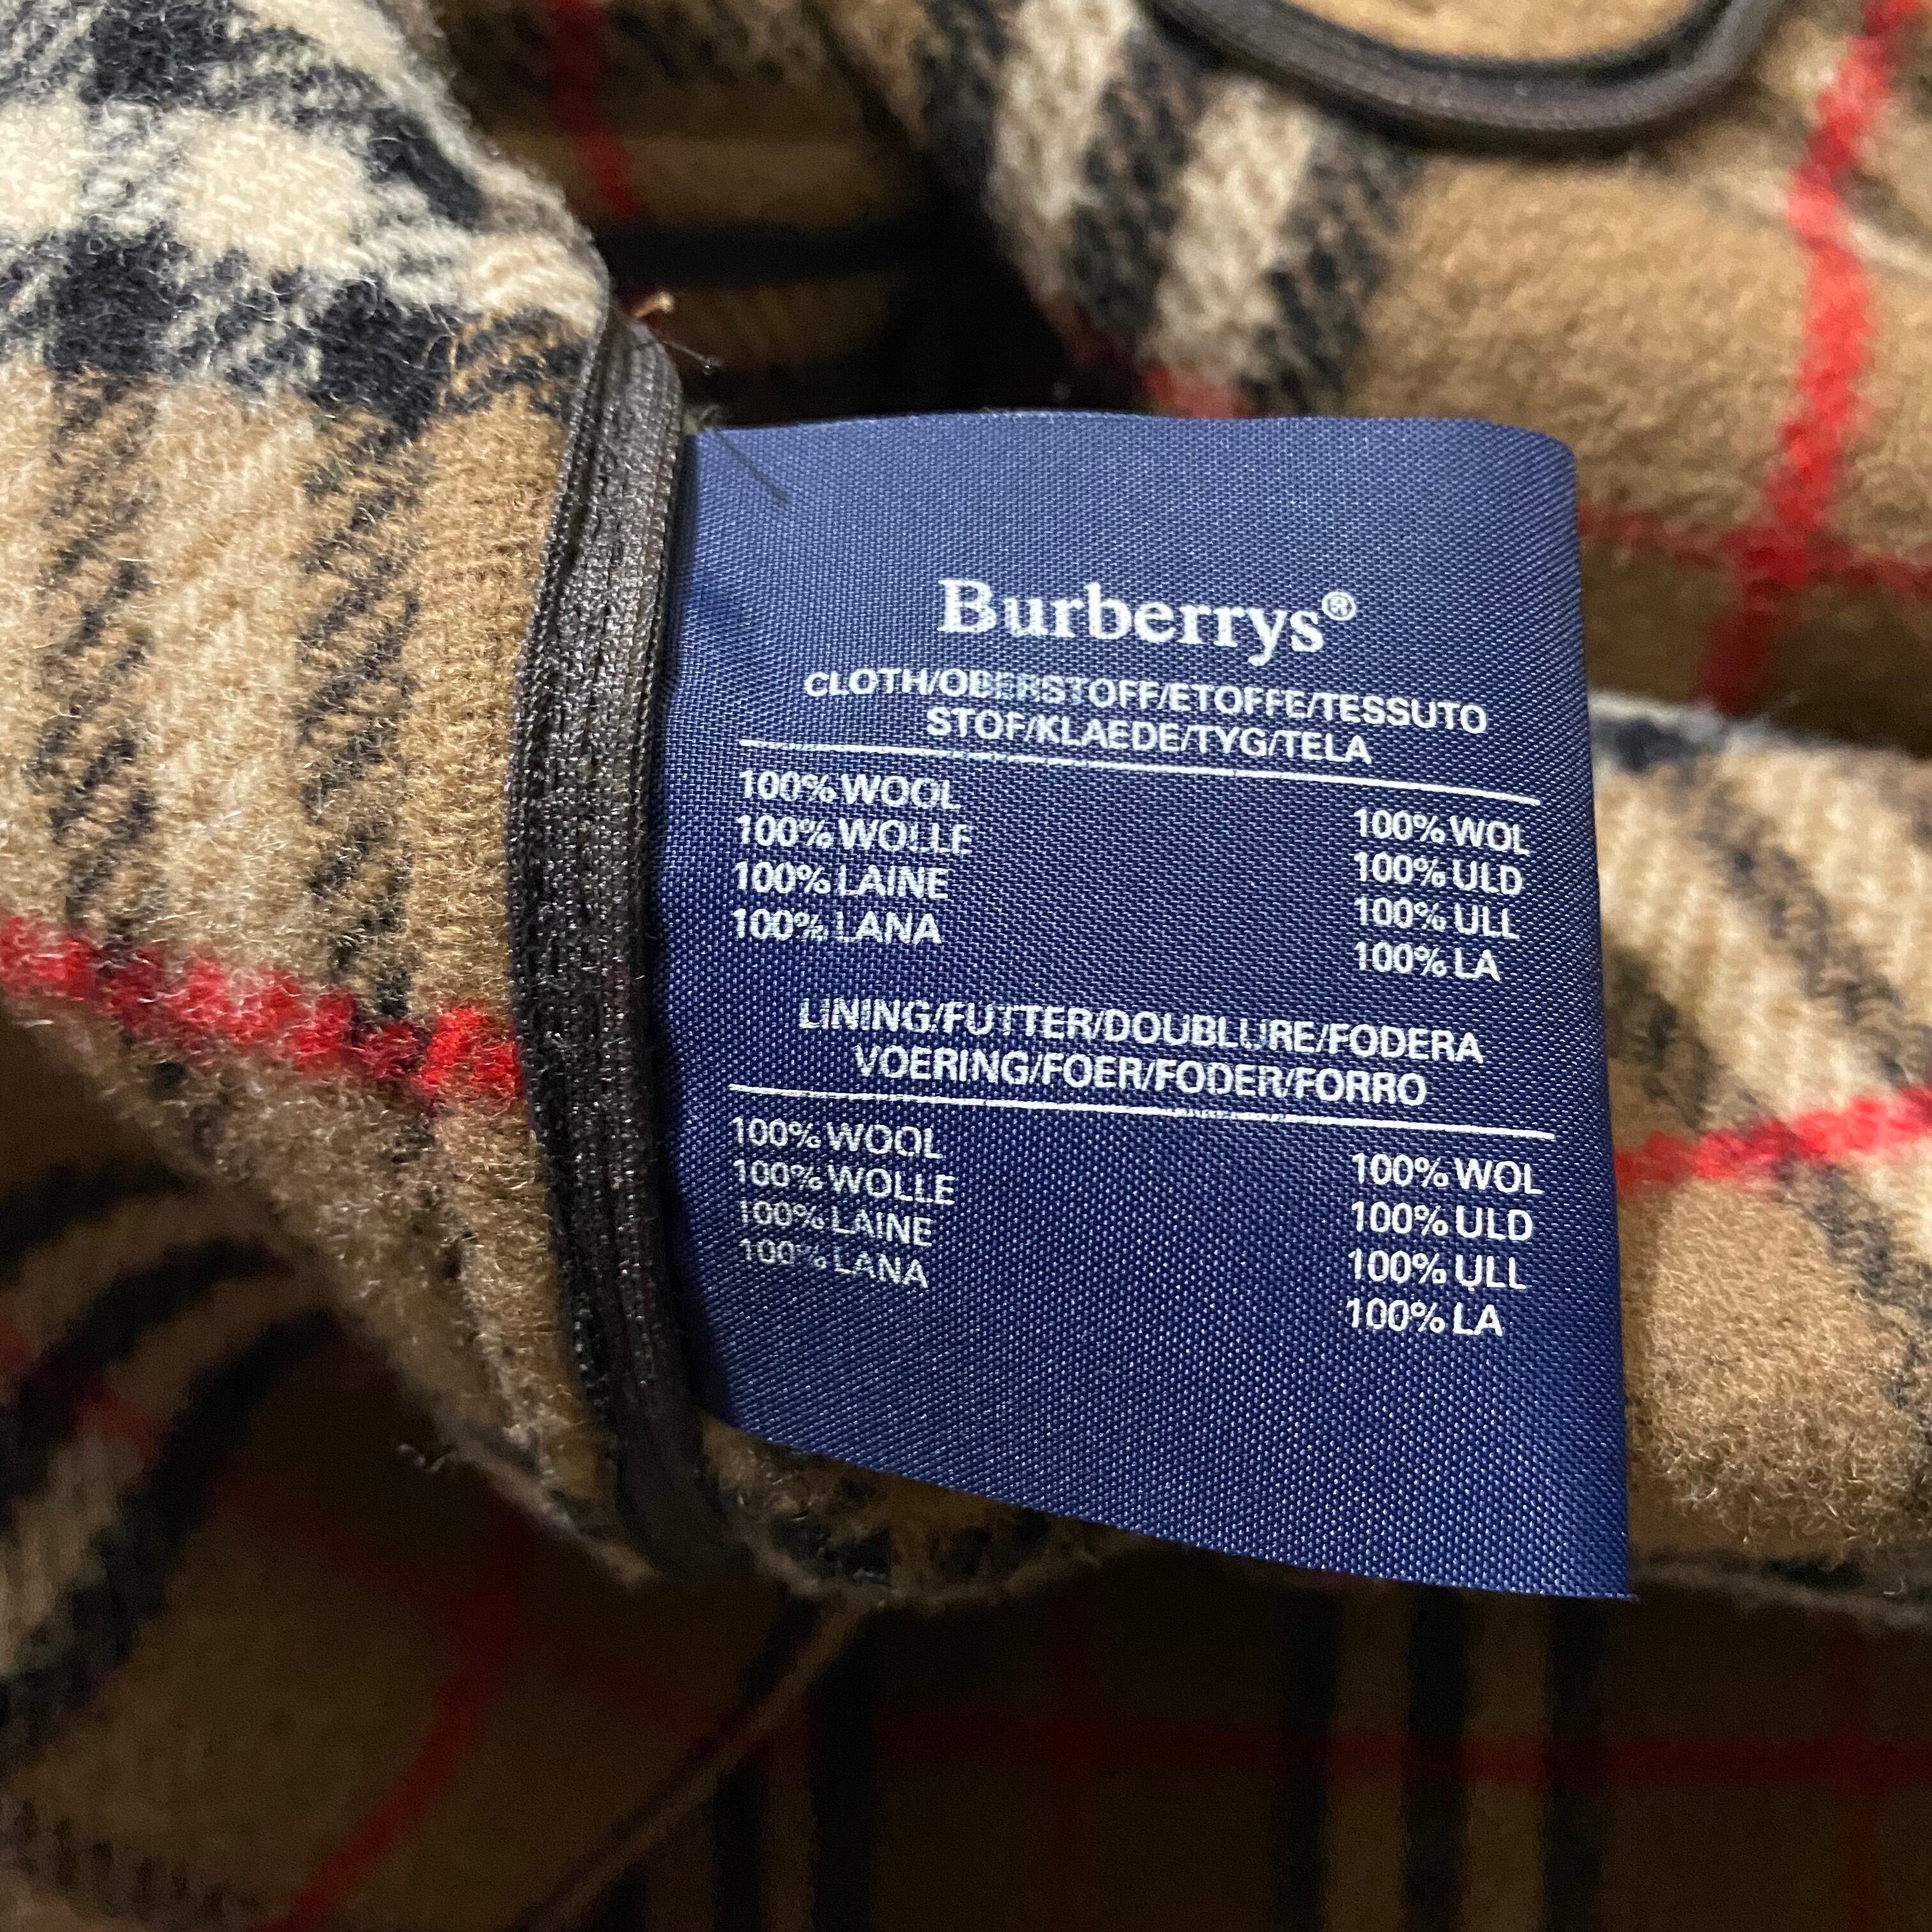 Burberrys®
CLOTH/OBERSTOFF/ETOFFE/TESSUTO
STOF/KLAEDE/TYG/TELA
100% WOOL
100% WOLLE
100% LAINE
100% LANA
100% WOL
100% ULD
100% ULL
100% LA
LINING/FUTTER/DOUBLURE/FODERA
VOERING/FOER/FODER/FORRO
100% WOOL
100% WOLLE
100% LAINE
100% LANA
100% WOL
100% ULD
100% ULL
100% LA